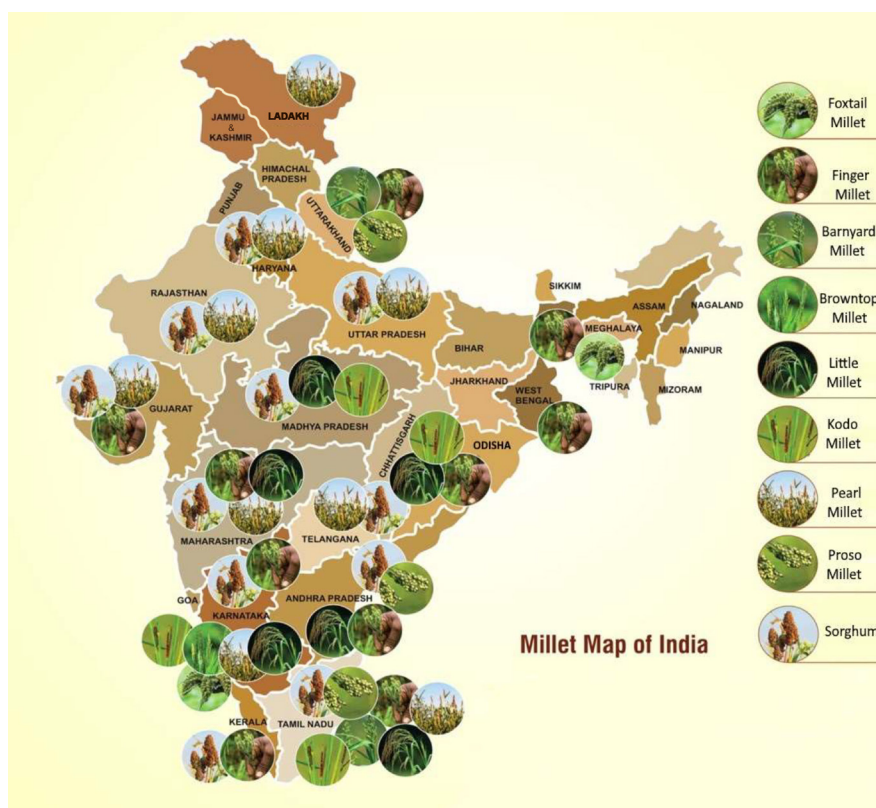 LADAKH
JAMMU
&
KASHMIR
HIMACHAL
PRADESH
PUNJAB
UTTARAKHAND
HARYANA
RAJASTHAN
UTTAR PRADESH
SIKKIM
ASSAM
NAGALAND
MEGHALAYA
BIHAR
MANIPUR
JHARKHAND
TRIPURA
MIZORAM
WEST
BENGAL
GUJARAT
MADHYA PRADESH
CHHATTISGARH
ODISHA
MAHARASHTRA
TELANGANA
GOA
KARNATAKA
ANDHRA PRADESH
KERALA
TAMIL NADU
Millet Map of India
Foxtail
Millet
Finger
Millet
Barnyard
Millet
Browntop
Millet
Little
Millet
Kodo
Millet
Pearl
Millet
Proso
Millet
Sorghum